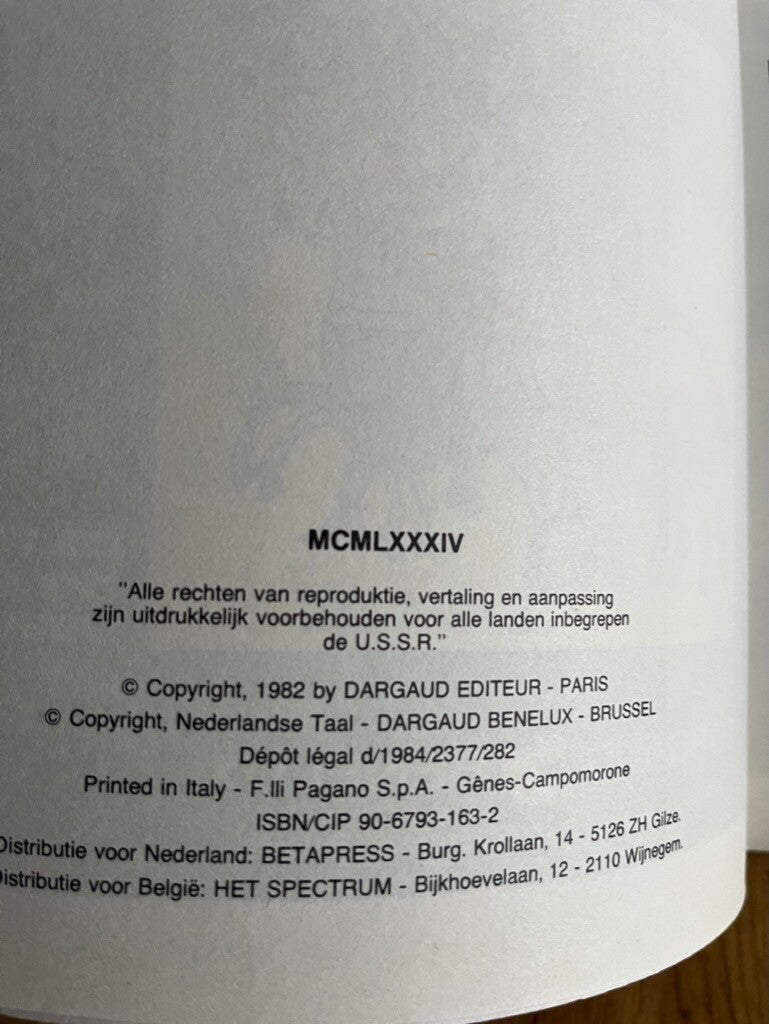 MCMLXXXIV
"Alle rechten van reproduktie, vertaling en aanpassing
zijn uitdrukkelijk voorbehouden voor alle landen inbegrepen
de U.S.S.R."
© Copyright, 1982 by DARGAUD EDITEUR - PARIS
© Copyright, Nederlandse Taal - DARGAUD BENELUX - BRUSSEL
Dépôt légal d/1984/2377/282
Printed in Italy - F.lli Pagano S.p.A. - Gênes-Campomorone
ISBN/CIP 90-6793-163-2
Distributie voor Nederland: BETAPRESS - Burg. Krollaan, 14 - 5126 ZH Gilze.
Distributie voor België: HET SPECTRUM - Bijkhoevelaan, 12 - 2110 Wijnegem.